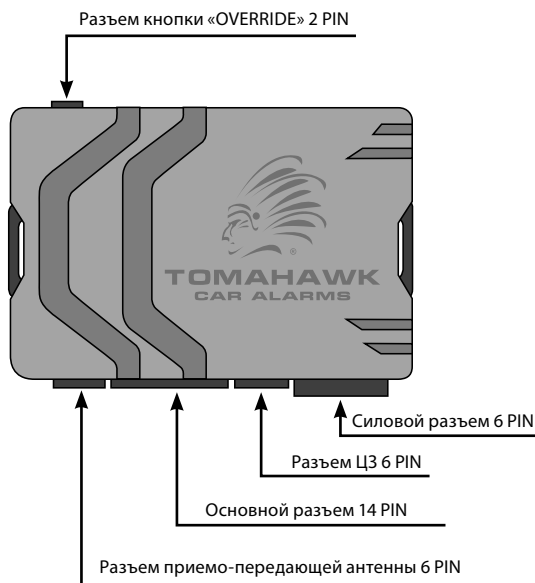 Разъем кнопки «OVERRIDE» 2 PIN
®
TOMAHAWK
CAR ALARMS
Силовой разъем 6 PIN
Разъем ЦЗ 6 PIN
Основной разъем 14 PIN
Разъем приемо-передающей антенны 6 PIN